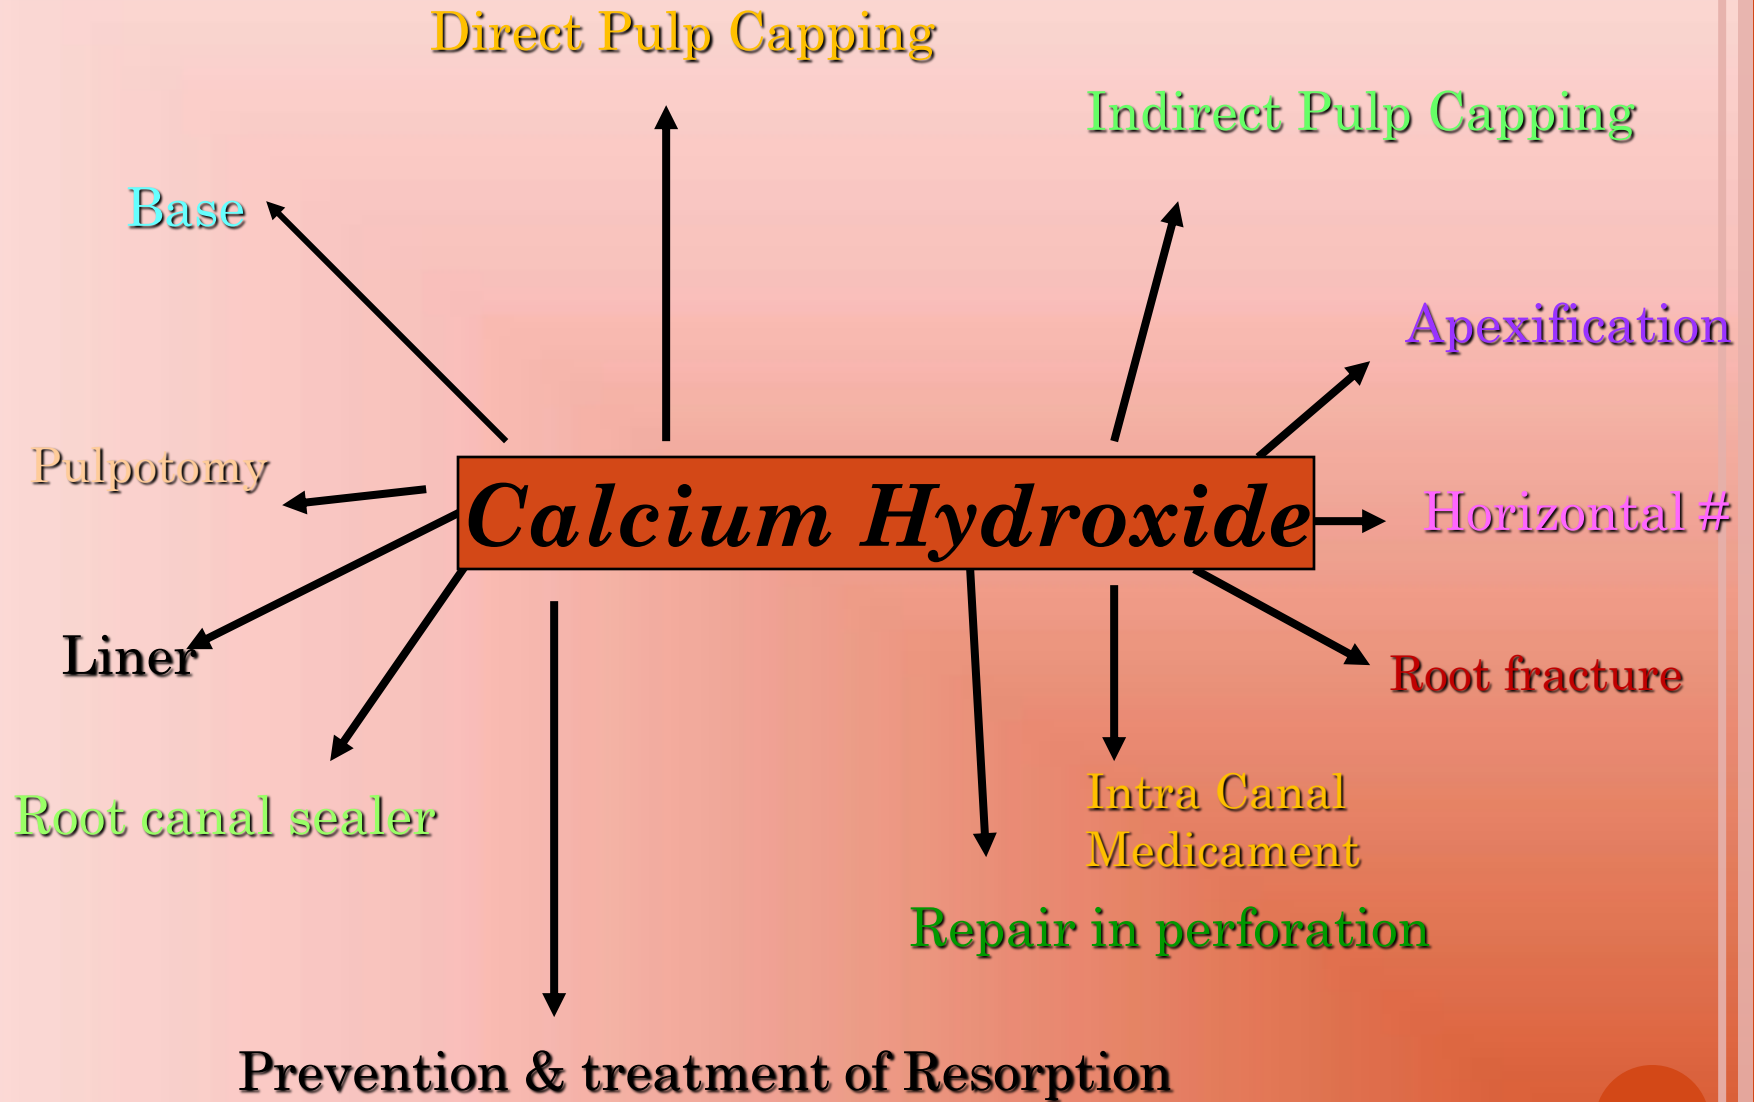 Direct Pulp Capping
Indirect Pulp Capping
Base
Apexification
Pulpotomy
Calcium Hydroxide
Horizontal #
Liner
Root fracture
Root canal sealer
Intra Canal
Medicament
Repair in perforation
Prevention & treatment of Resorption